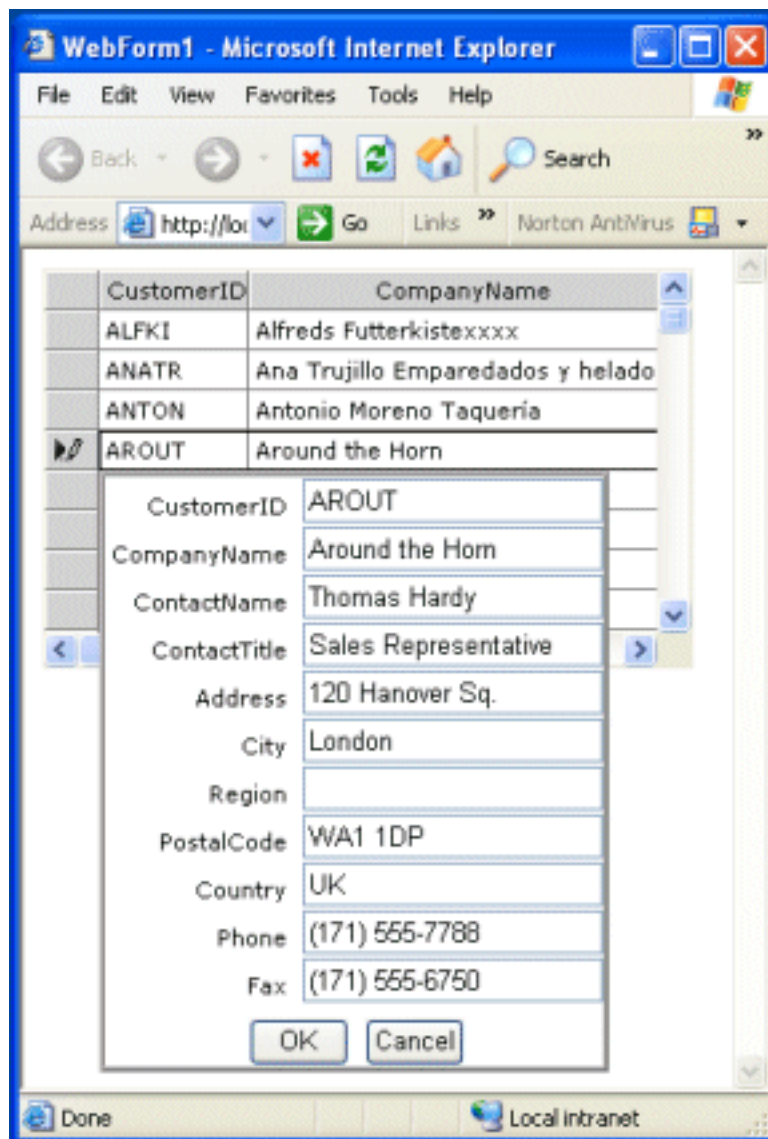 WebForm1 - Microsoft Internet Explorer
File Edit View Favorites Tools Help
Back Search »
Address http://loc Go Links » Norton AntiVirus
CustomerID CompanyName
ALFKI Alfreds Futterkistexxxx
ANATR Ana Trujillo Emparedados y helado
ANTON Antonio Moreno Taquería
AROUT Around the Horn
CustomerID AROUT
CompanyName Around the Horn
ContactName Thomas Hardy
ContactTitle Sales Representative
Address 120 Hanover Sq.
City London
Region
PostalCode WA1 1DP
Country UK
Phone (171) 555-7788
Fax (171) 555-6750
OK Cancel
Done Local intranet